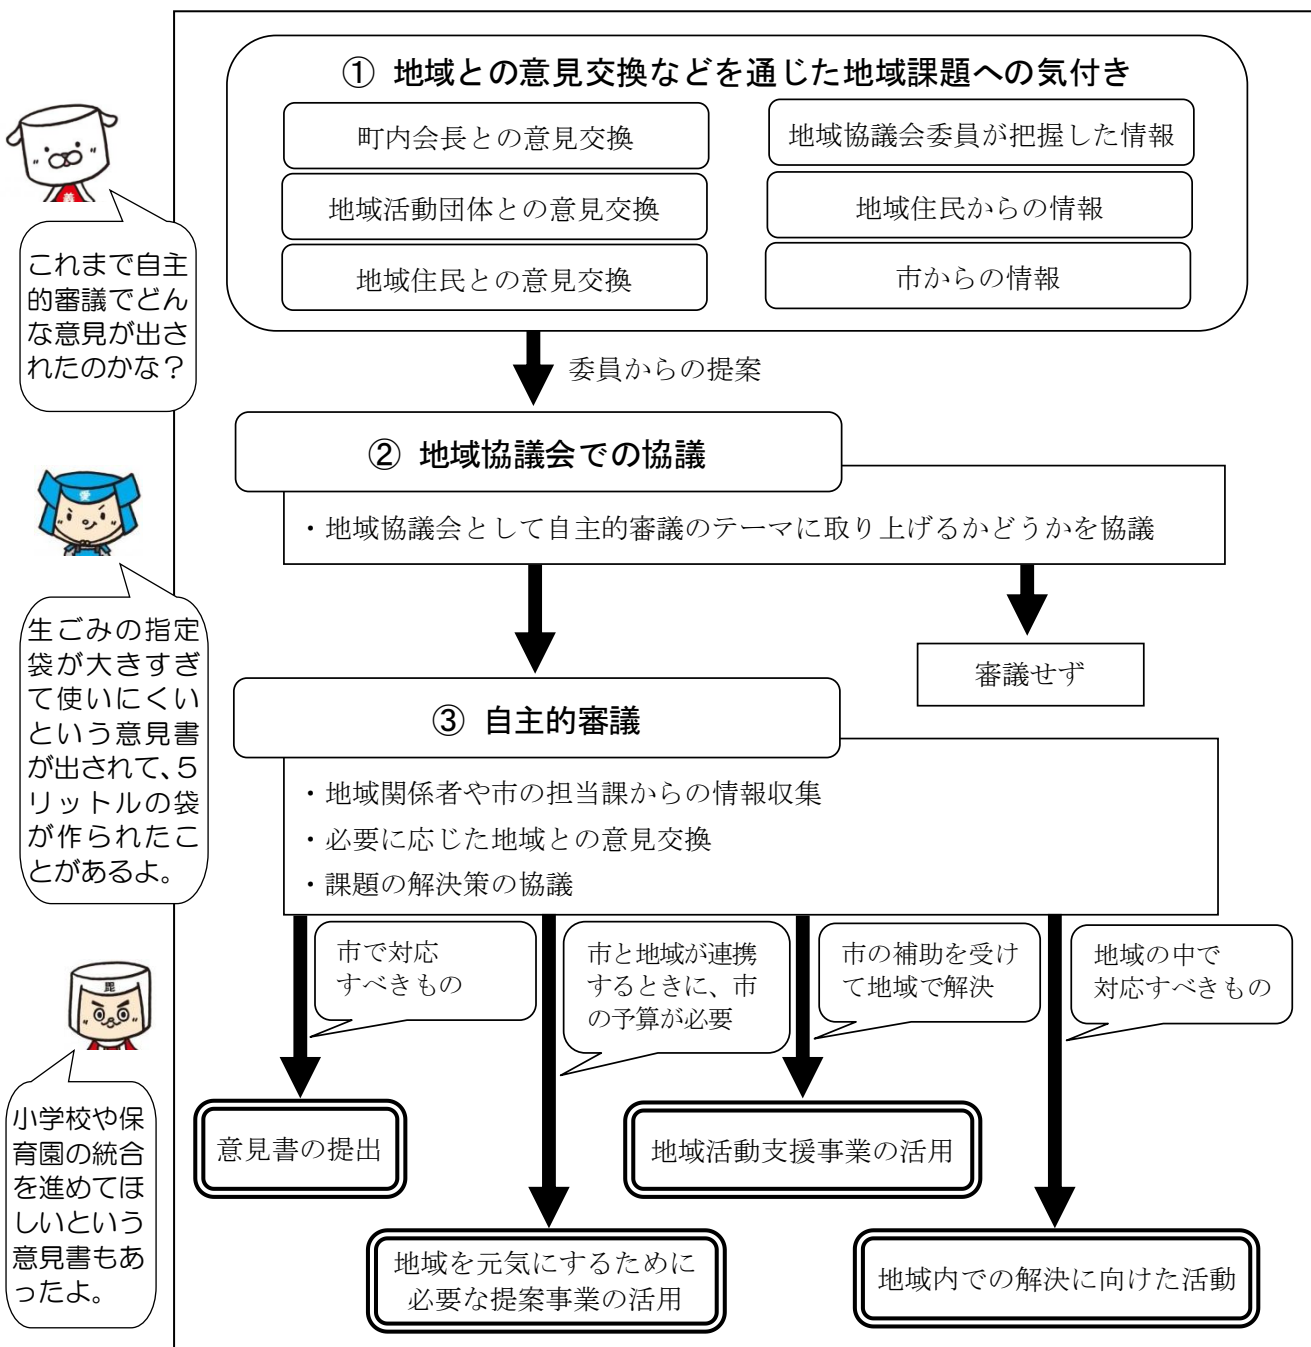 ① 地域との意見交換などを通じた地域課題への気付き
町内会長との意見交換
地域協議会委員が把握した情報
地域活動団体との意見交換
地域住民からの情報
地域住民との意見交換
市からの情報
委員からの提案
② 地域協議会での協議
・地域協議会として自主的審議のテーマに取り上げるかどうかを協議
審議せず
③ 自主的審議
・地域関係者や市の担当課からの情報収集
・必要に応じた地域との意見交換
・課題の解決策の協議
市で対応
すべきもの
市と地域が連携
するときに、市
の予算が必要
市の補助を受け
て地域で解決
地域の中で
対応すべきもの
意見書の提出
地域活動支援事業の活用
地域を元気にするために
必要な提案事業の活用
地域内での解決に向けた活動
義
これまで自主
的審議でどん
な意見が出さ
れたのかな?
愛
生ごみの指定
袋が大きすぎ
て使いにくい
という意見書
が出されて、5
リットルの袋
が作られたこ
とがあるよ。
毘
小学校や保
育園の統合
を進めてほ
しいという
意見書もあ
ったよ。